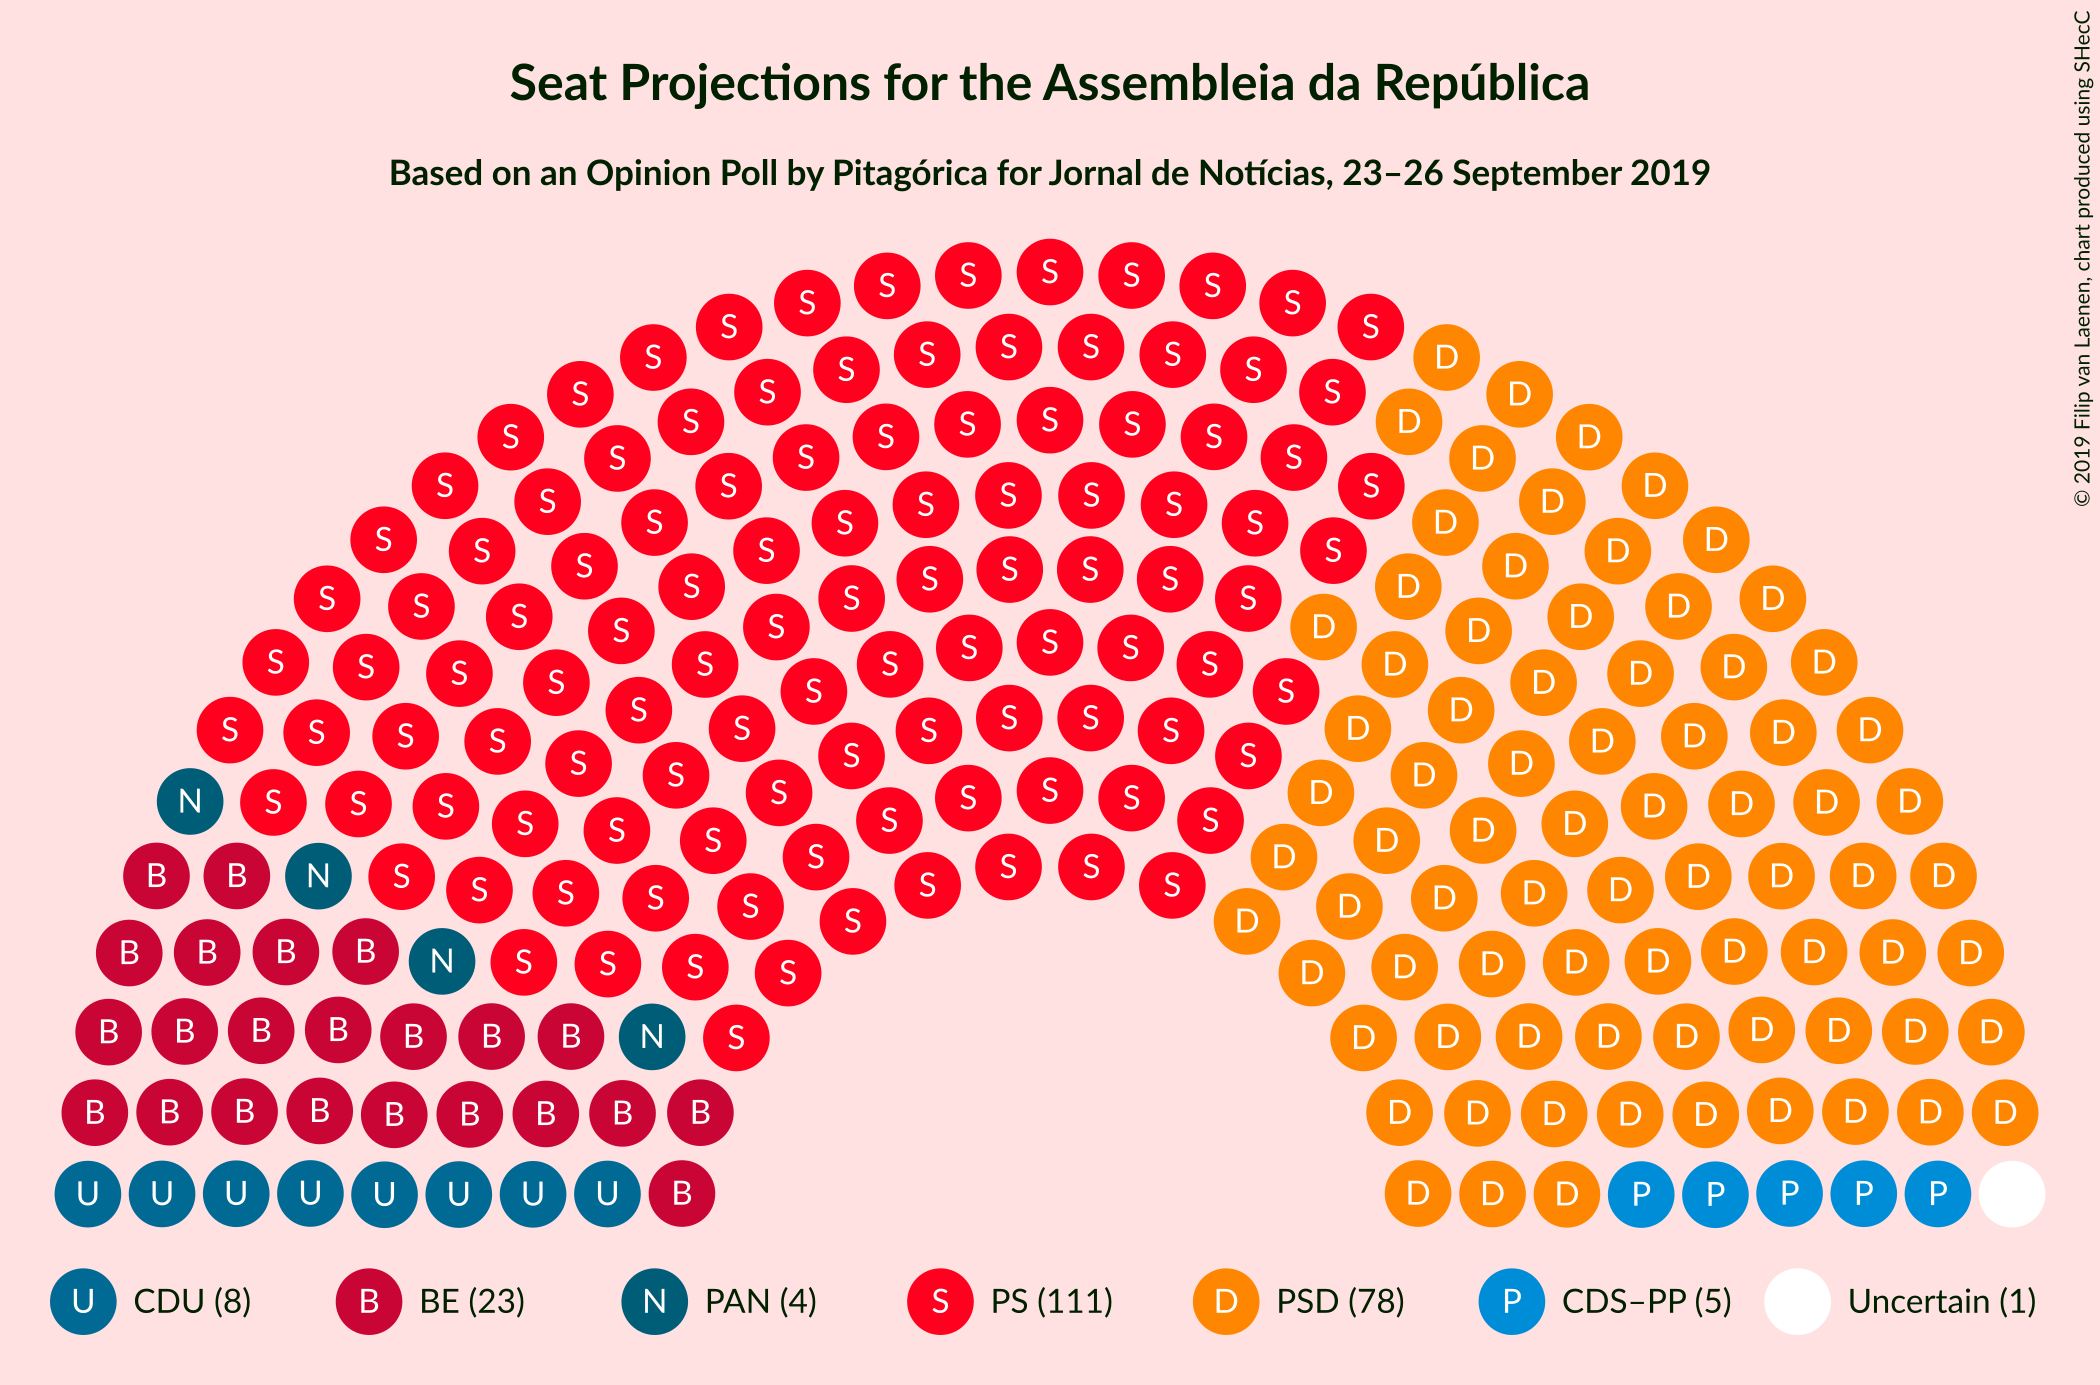 Seat Projections for the Assembleia da República
Based on an Opinion Poll by Pitagórica for Jornal de Notícias, 23–26 September 2019
© 2019 Filip van Laenen, chart produced using SHecC
U CDU (8) B BE (23) N PAN (4) S PS (111) D PSD (78) P CDS–PP (5) Uncertain (1)